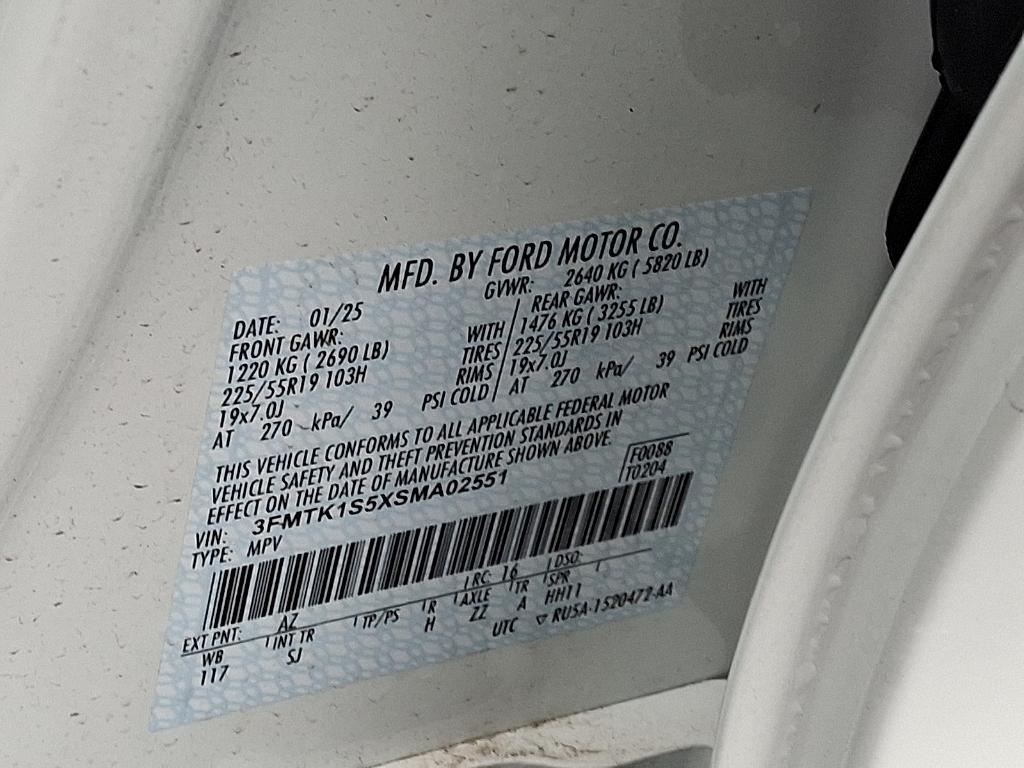 MFD. BY FORD MOTOR CO.
DATE: 01/25 GVWR: 2640 KG ( 5820 LB)
FRONT GAWR: REAR GAWR:
1220 KG ( 2690 LB) WITH 1476 KG ( 3255 LB) WITH
225/55R19 103H TIRES 225/55R19 103H TIRES
19x7.0J RIMS 19x7.0J RIMS
AT 270 kPa/ 39 PSI COLD AT 270 kPa/ 39 PSI COLD
THIS VEHICLE CONFORMS TO ALL APPLICABLE FEDERAL MOTOR
VEHICLE SAFETY AND THEFT PREVENTION STANDARDS IN
EFFECT ON THE DATE OF MANUFACTURE SHOWN ABOVE.
VIN: 3FMTK1S5XSMA02551 F0088
TYPE: MPV T0204
EXT PNT: AZ RC: 16 DSO:
WB INT TR TP/PS R AXLE TR SPR
117 SJ H ZZ A HH11
UTC ▽ RU5A-1520472-AA